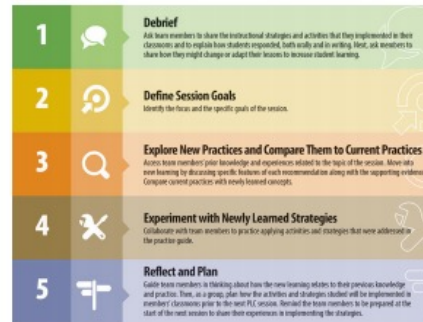 1
Debrief
Ask team members to share the instructional strategies and activities that they implemented in their
classrooms and to explain how students responded, both orally and in writing. Next, ask members to
share how they might change or adapt their lessons to increase student learning.
2
Define Session Goals
Identify the focus and the specific goals of the session.
3
Explore New Practices and Compare Them to Current Practices
Access team members' prior knowledge and experiences related to the topic of the session. Move into
new learning by discussing specific features of each recommendation along with the supporting evidence.
Compare current practices with newly learned concepts.
4
Experiment with Newly Learned Strategies
Collaborate with team members to practice applying activities and strategies that were addressed in
the practice guide.
5
Reflect and Plan
Guide team members in thinking about how the new learning relates to their previous knowledge
and practice. Then, as a group, plan how the activities and strategies studied will be implemented in
members' classrooms prior to the next PLC session. Remind the team members to be prepared at the
start of the next session to share their experiences in implementing the strategies.